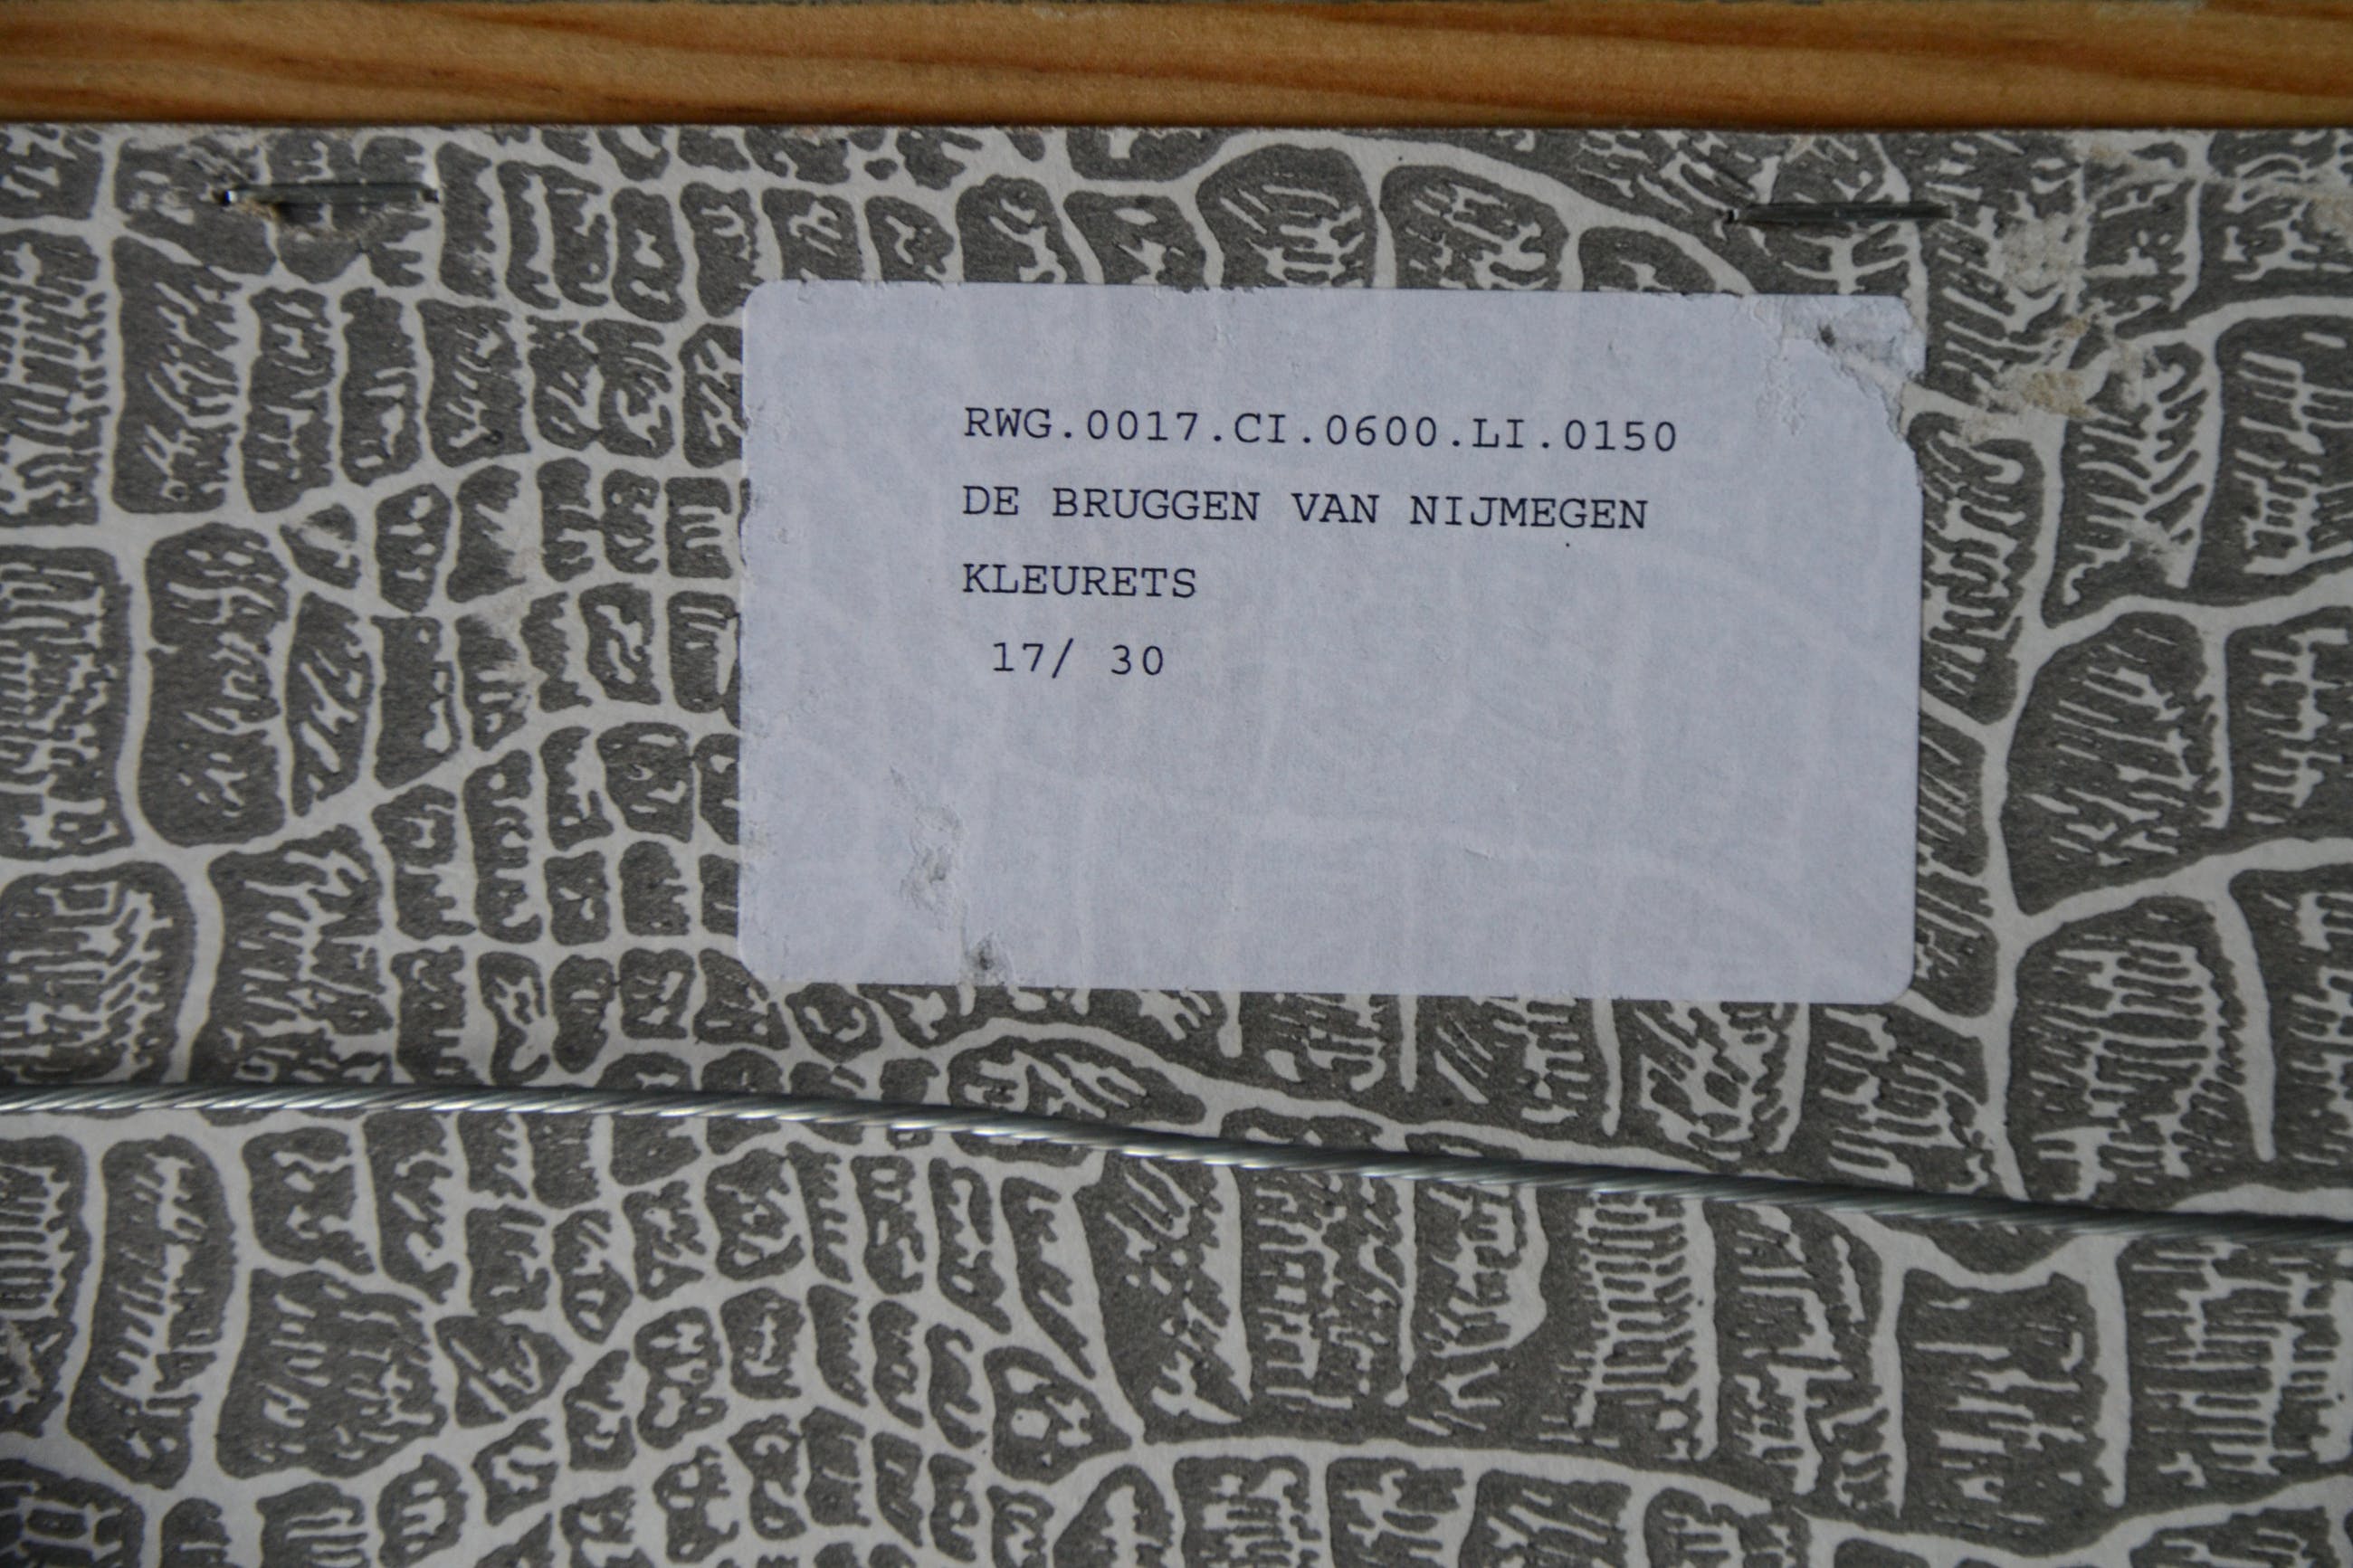 RWG.0017.CI.0600.LI.0150
DE BRUGGEN VAN NIJMEGEN
KLEURETS
17/ 30